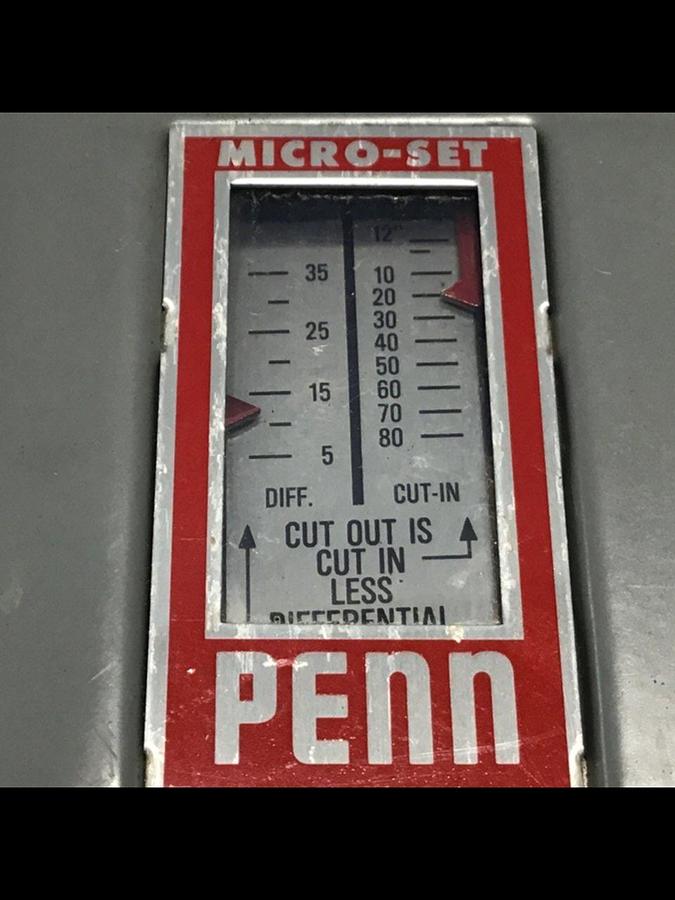 MICRO-SET
12"
35 10
20
30
25 40
50
15 60
70
5 80
DIFF. CUT-IN
CUT OUT IS
CUT IN
LESS
DIFFERENTIAL
PENN